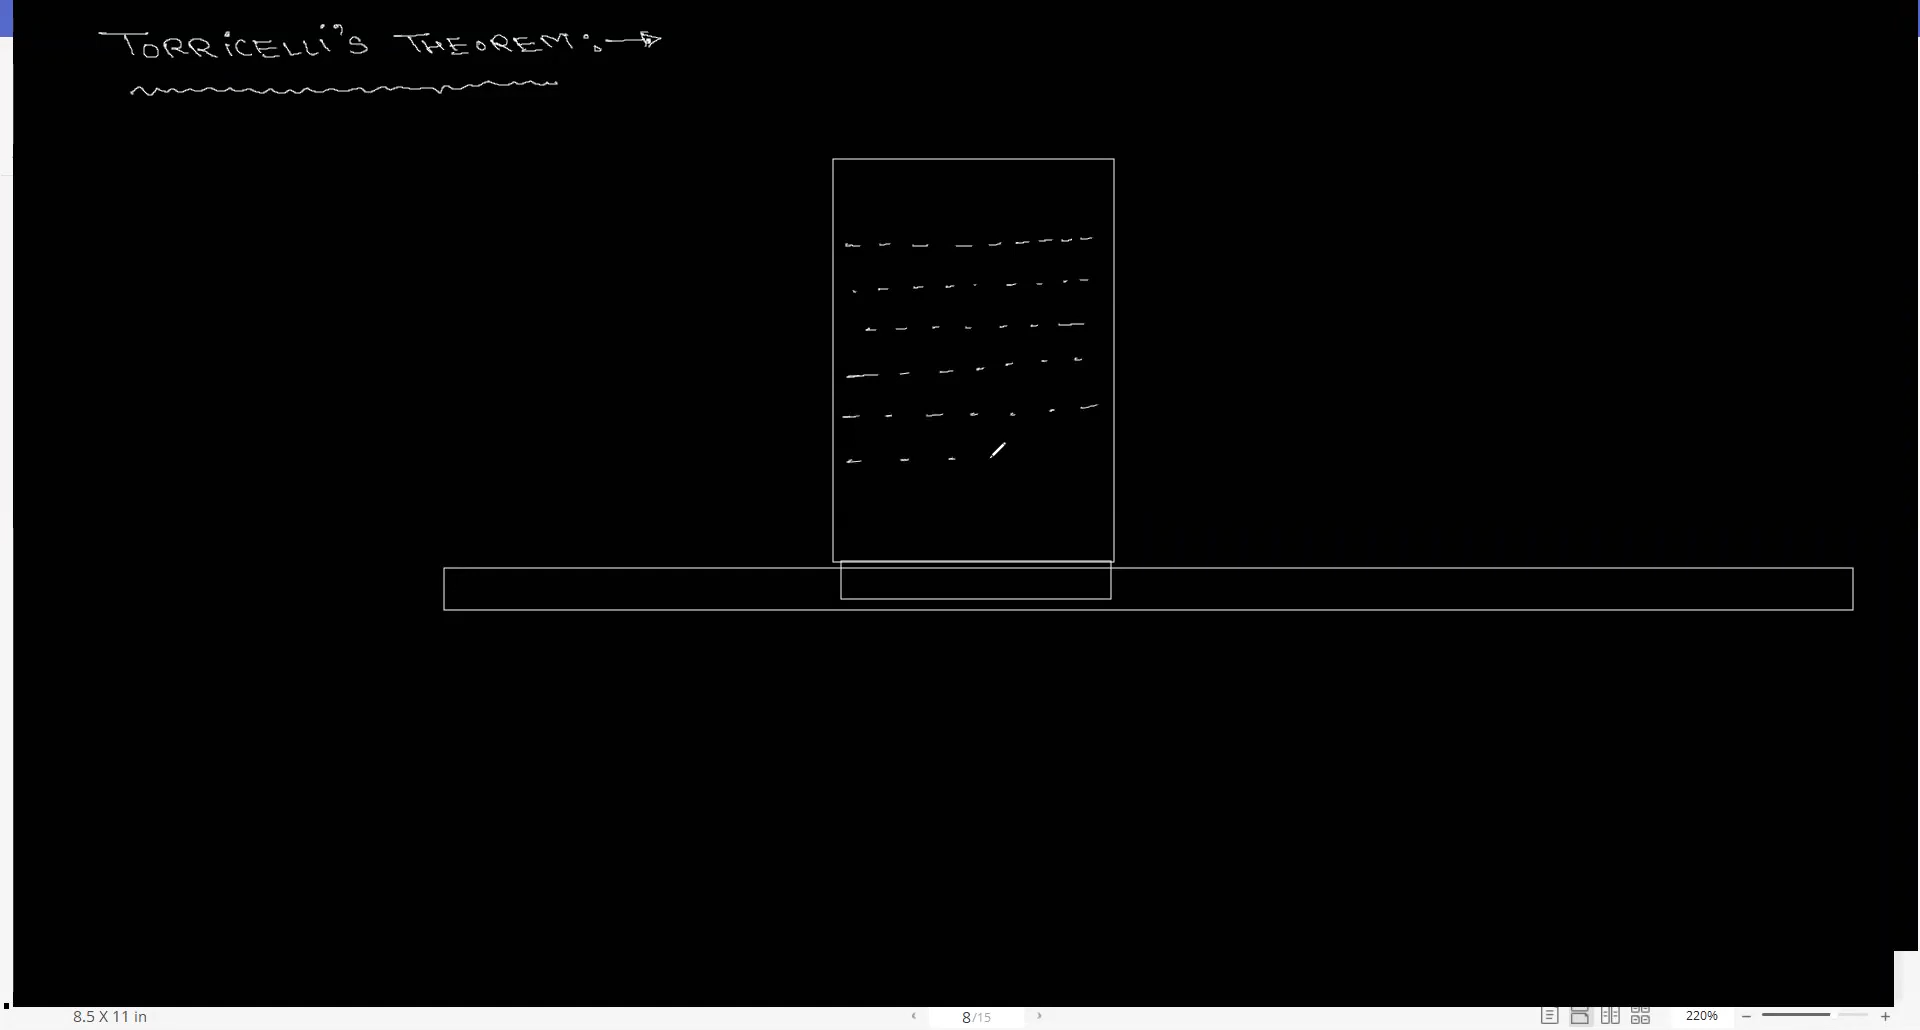 TORRICELLI'S THEOREM:→
8.5 X 11 in
‹ 8/15 ›
220% − +